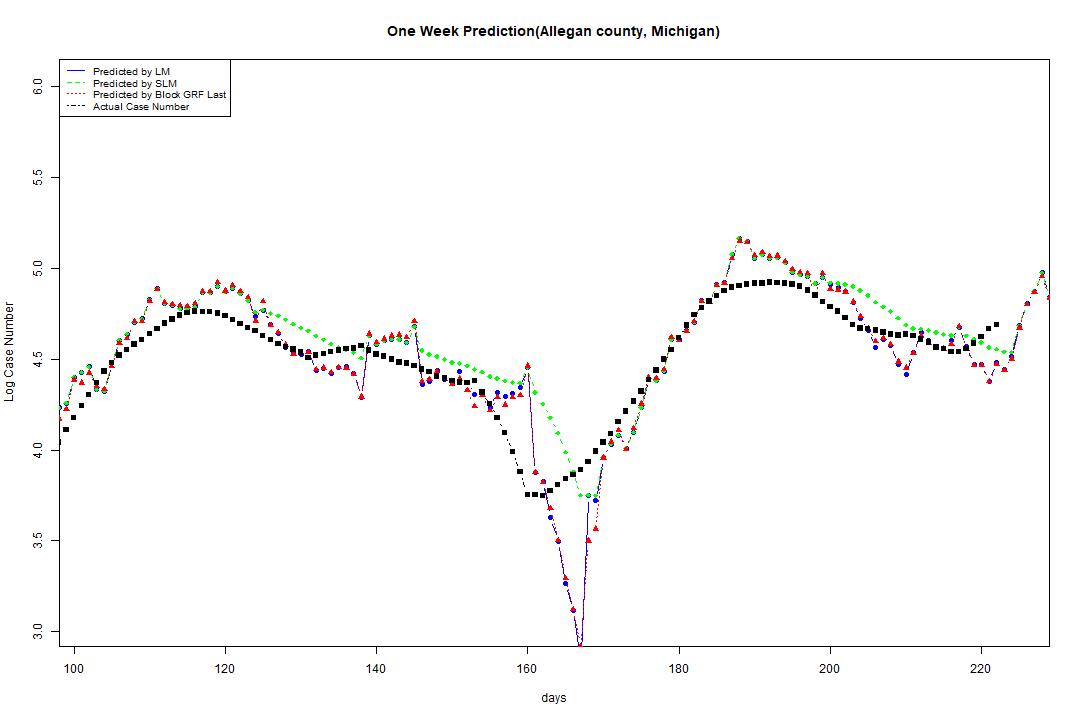 One Week Prediction(Allegan county, Michigan)
Predicted by LM
Predicted by SLM
Predicted by Block GRF Last
Actual Case Number
6.0
5.5
5.0
4.5
4.0
3.5
3.0
Log Case Number
100 120 140 160 180 200 220
days